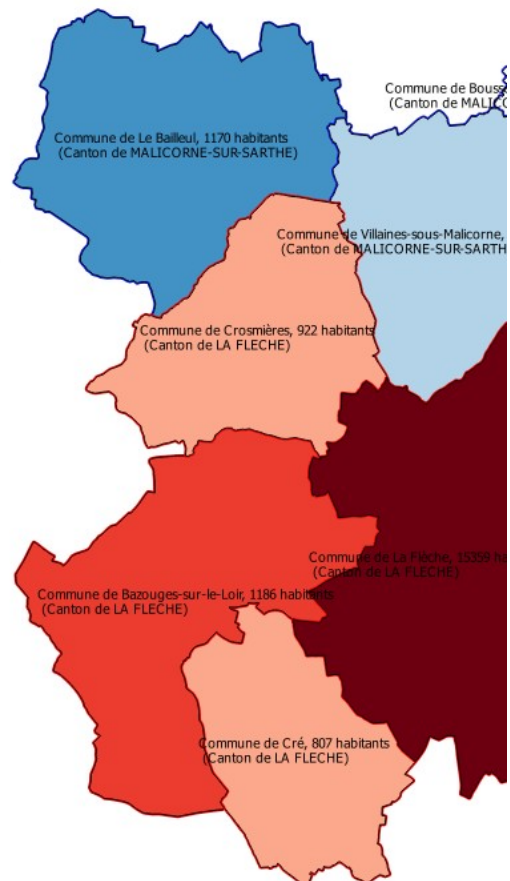 Commune de Bouss
(Canton de MALICO
Commune de Le Bailleul, 1170 habitants
(Canton de MALICORNE-SUR-SARTHE)
Commune de Villaines-sous-Malicorne,
(Canton de MALICORNE-SUR-SARTH
Commune de Crosmières, 922 habitants
(Canton de LA FLECHE)
Commune de La Flèche, 15359 ha
(Canton de LA FLECHE)
Commune de Bazouges-sur-le-Loir, 1186 habitants
(Canton de LA FLECHE)
Commune de Cré, 807 habitants
(Canton de LA FLECHE)